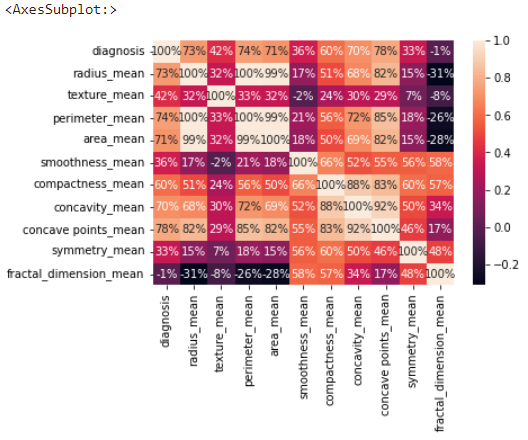 <AxesSubplot:>
diagnosis 100% 73% 42% 74% 71% 36% 60% 70% 78% 33% -1%
radius_mean 73% 100% 32% 100% 99% 17% 51% 68% 82% 15% -31%
texture_mean 42% 32% 100% 33% 32% -2% 24% 30% 29% 7% -8%
perimeter_mean 74% 100% 33% 100% 99% 21% 56% 72% 85% 18% -26%
area_mean 71% 99% 32% 99% 100% 18% 50% 69% 82% 15% -28%
smoothness_mean 36% 17% -2% 21% 18% 100% 66% 52% 55% 56% 58%
compactness_mean 60% 51% 24% 56% 50% 66% 100% 88% 83% 60% 57%
concavity_mean 70% 68% 30% 72% 69% 52% 88% 100% 92% 50% 34%
concave points_mean 78% 82% 29% 85% 82% 55% 83% 92% 100% 46% 17%
symmetry_mean 33% 15% 7% 18% 15% 56% 60% 50% 46% 100% 48%
fractal_dimension_mean -1% -31% -8% -26% -28% 58% 57% 34% 17% 48% 100%
diagnosis
radius_mean
texture_mean
perimeter_mean
area_mean
smoothness_mean
compactness_mean
concavity_mean
concave points_mean
symmetry_mean
fractal_dimension_mean
1.0
0.8
0.6
0.4
0.2
0.0
−0.2